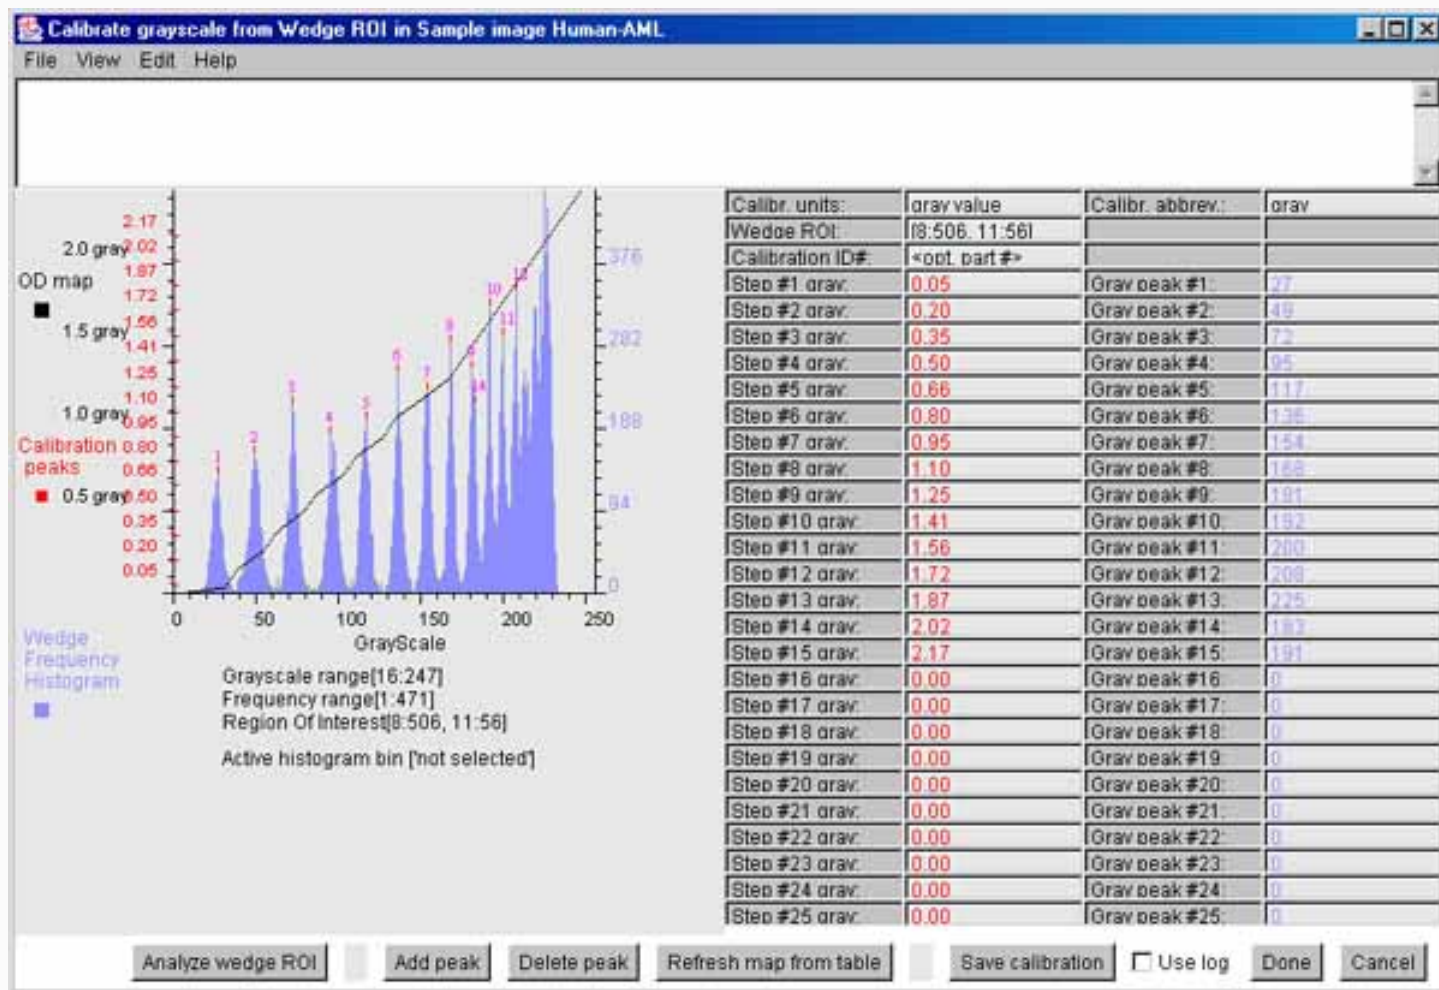 Calibrate grayscale from Wedge ROI in Sample image Human-AML
File View Edit Help
2.17
2.0 gray 2.02
1.87
OD map
1.72
1.56
1.5 gray
1.41
1.25
1.10
1.0 gray
0.95
Calibration peaks
0.80
0.66
0.5 gray 0.50
0.35
0.20
0.05
Wedge Frequency Histogram
376
282
188
94
0
1 2 3 4 5 6 7 8 9 14 10 11 12
0 50 100 150 200 250
GrayScale
Grayscale range[16:247]
Frequency range[1:471]
Region Of Interest[8:506, 11:56]
Active histogram bin ['not selected']
Calibr. units: gray value Calibr. abbrev.: gray
Wedge ROI: [8:506, 11:56]
Calibration ID#: <opt. part #>
Step #1 gray: 0.05 Gray peak #1: 27
Step #2 gray: 0.20 Gray peak #2: 49
Step #3 gray: 0.35 Gray peak #3: 72
Step #4 gray: 0.50 Gray peak #4: 95
Step #5 gray: 0.66 Gray peak #5: 117
Step #6 gray: 0.80 Gray peak #6: 136
Step #7 gray: 0.95 Gray peak #7: 154
Step #8 gray: 1.10 Gray peak #8: 168
Step #9 gray: 1.25 Gray peak #9: 181
Step #10 gray: 1.41 Gray peak #10: 192
Step #11 gray: 1.56 Gray peak #11: 200
Step #12 gray: 1.72 Gray peak #12: 208
Step #13 gray: 1.87 Gray peak #13: 225
Step #14 gray: 2.02 Gray peak #14: 183
Step #15 gray: 2.17 Gray peak #15: 191
Step #16 gray: 0.00 Gray peak #16: 0
Step #17 gray: 0.00 Gray peak #17: 0
Step #18 gray: 0.00 Gray peak #18: 0
Step #19 gray: 0.00 Gray peak #19: 0
Step #20 gray: 0.00 Gray peak #20: 0
Step #21 gray: 0.00 Gray peak #21: 0
Step #22 gray: 0.00 Gray peak #22: 0
Step #23 gray: 0.00 Gray peak #23: 0
Step #24 gray: 0.00 Gray peak #24: 0
Step #25 gray: 0.00 Gray peak #25: 0
Analyze wedge ROI Add peak Delete peak Refresh map from table Save calibration Use log Done Cancel